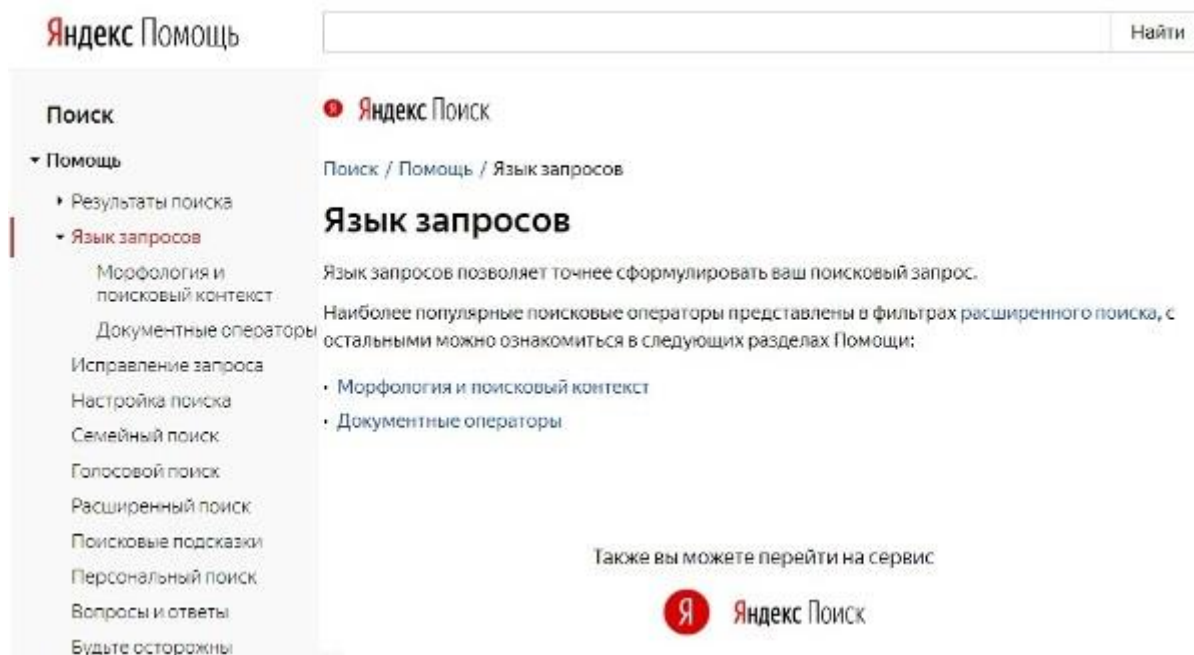 Яндекс Помощь
Найти
Поиск
Помощь
Результаты поиска
Язык запросов
Морфология и
поисковый контекст
Документные операторы
Исправление запроса
Настройка поиска
Семейный поиск
Голосовой поиск
Расширенный поиск
Поисковые подсказки
Персональный поиск
Вопросы и ответы
Будьте осторожны
Я Яндекс Поиск
Поиск / Помощь / Язык запросов
Язык запросов
Язык запросов позволяет точнее сформулировать ваш поисковый запрос.
Наиболее популярные поисковые операторы представлены в фильтрах расширенного поиска, с
остальными можно ознакомиться в следующих разделах Помощи:
• Морфология и поисковый контекст
• Документные операторы
Также вы можете перейти на сервис
Я Яндекс Поиск